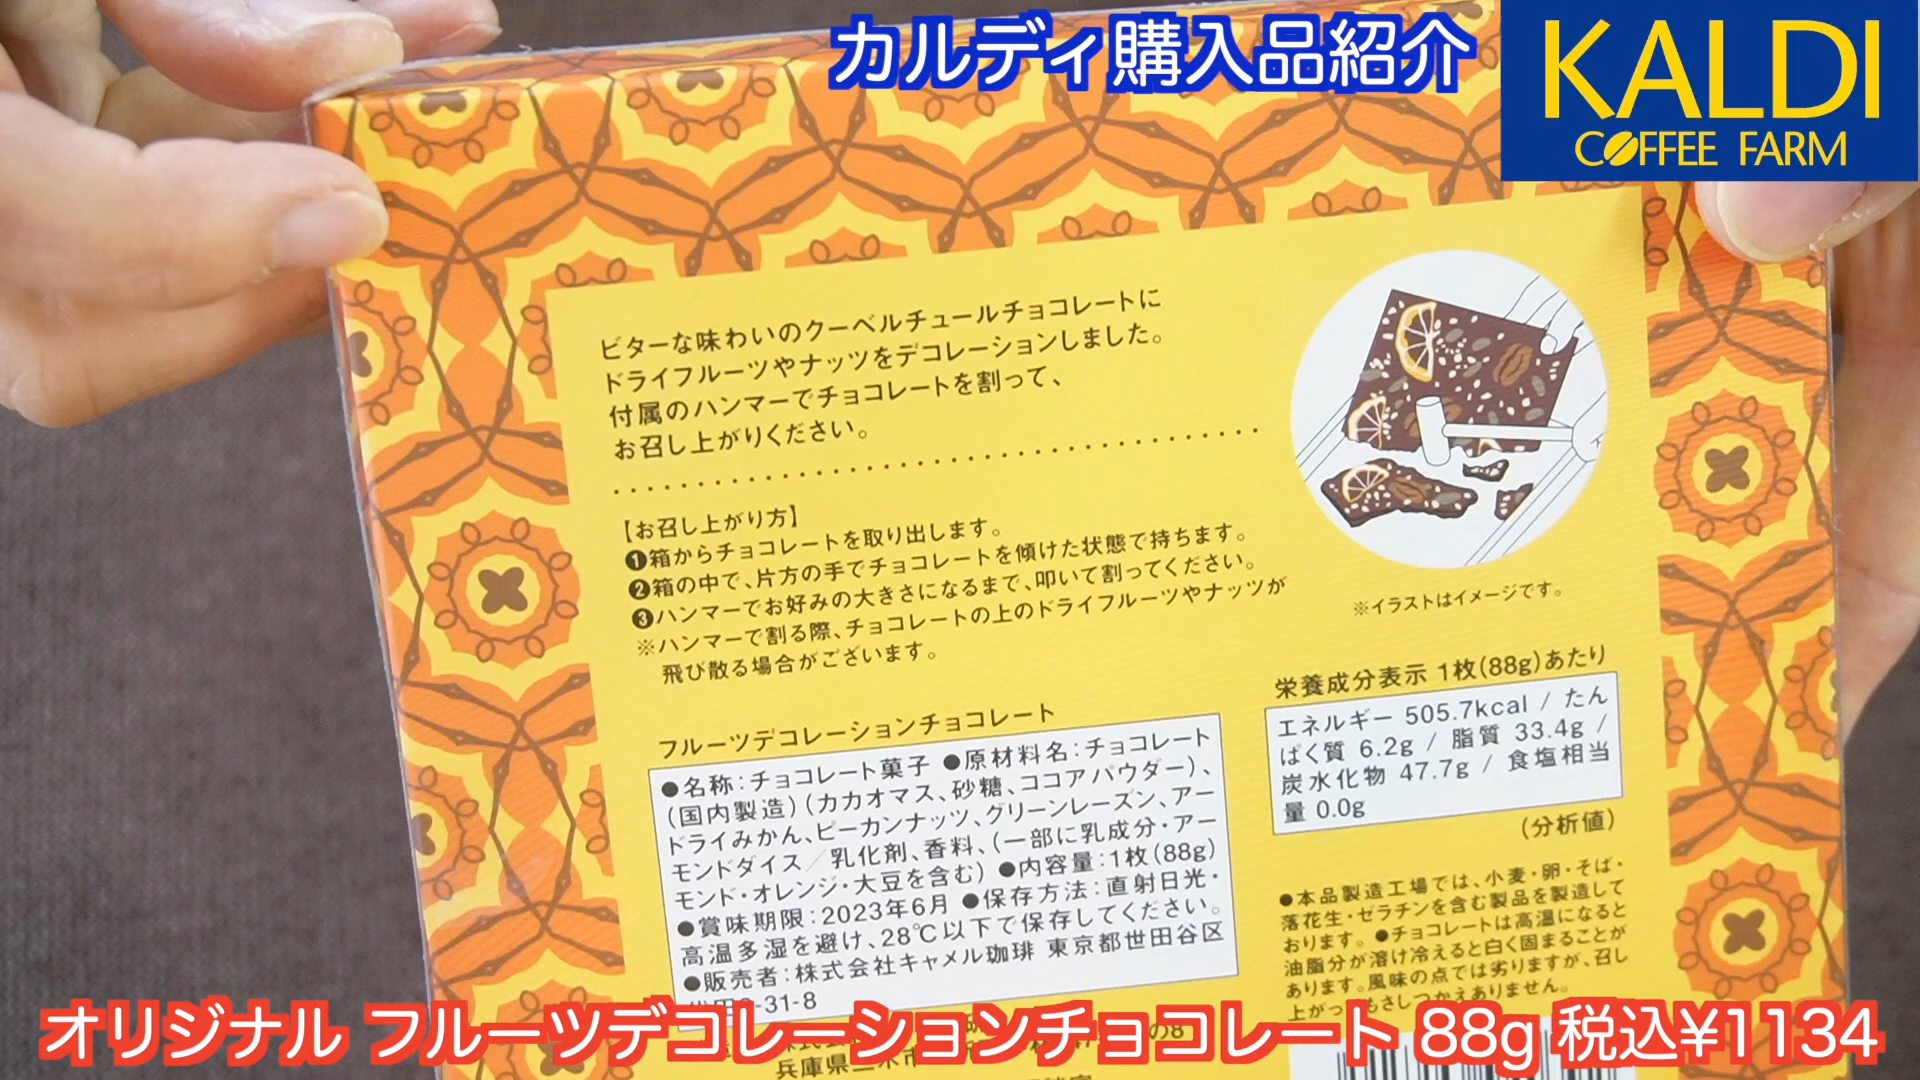 カルディ購入品紹介
KALDI
COFFEE FARM
ビターな味わいのクーベルチュールチョコレートに
ドライフルーツやナッツをデコレーションしました。
付属のハンマーでチョコレートを割って、
お召し上がりください。
【お召し上がり方】
❶箱からチョコレートを取り出します。
❷箱の中で、片方の手でチョコレートを傾けた状態で持ちます。
❸ハンマーでお好みの大きさになるまで、叩いて割ってください。
※ハンマーで割る際、チョコレートの上のドライフルーツやナッツが
飛び散る場合がございます。
※イラストはイメージです。
フルーツデコレーションチョコレート
●名称：チョコレート菓子 ●原材料名：チョコレート
（国内製造）（カカオマス、砂糖、ココアパウダー）、
ドライみかん、ピーカンナッツ、グリーンレーズン、アー
モンドダイス／乳化剤、香料、（一部に乳成分・アー
モンド・オレンジ・大豆を含む） ●内容量：1枚（88g）
●賞味期限：2023年6月 ●保存方法：直射日光・
高温多湿を避け、28℃以下で保存してください。
●販売者：株式会社キャメル珈琲 東京都世田谷区
-31-8
兵庫県三木市
の8
栄養成分表示 1枚（88g）あたり
エネルギー 505.7kcal / たん
ぱく質 6.2g / 脂質 33.4g /
炭水化物 47.7g / 食塩相当
量 0.0g
（分析値）
●本品製造工場では、小麦・卵・そば・
落花生・ゼラチンを含む製品を製造して
おります。●チョコレートは高温になると
油脂分が溶け冷えると白く固まることが
あります。風味の点では劣りますが、召し
上がってもさしつかえありません。
オリジナル フルーツデコレーションチョコレート 88g 税込¥1134